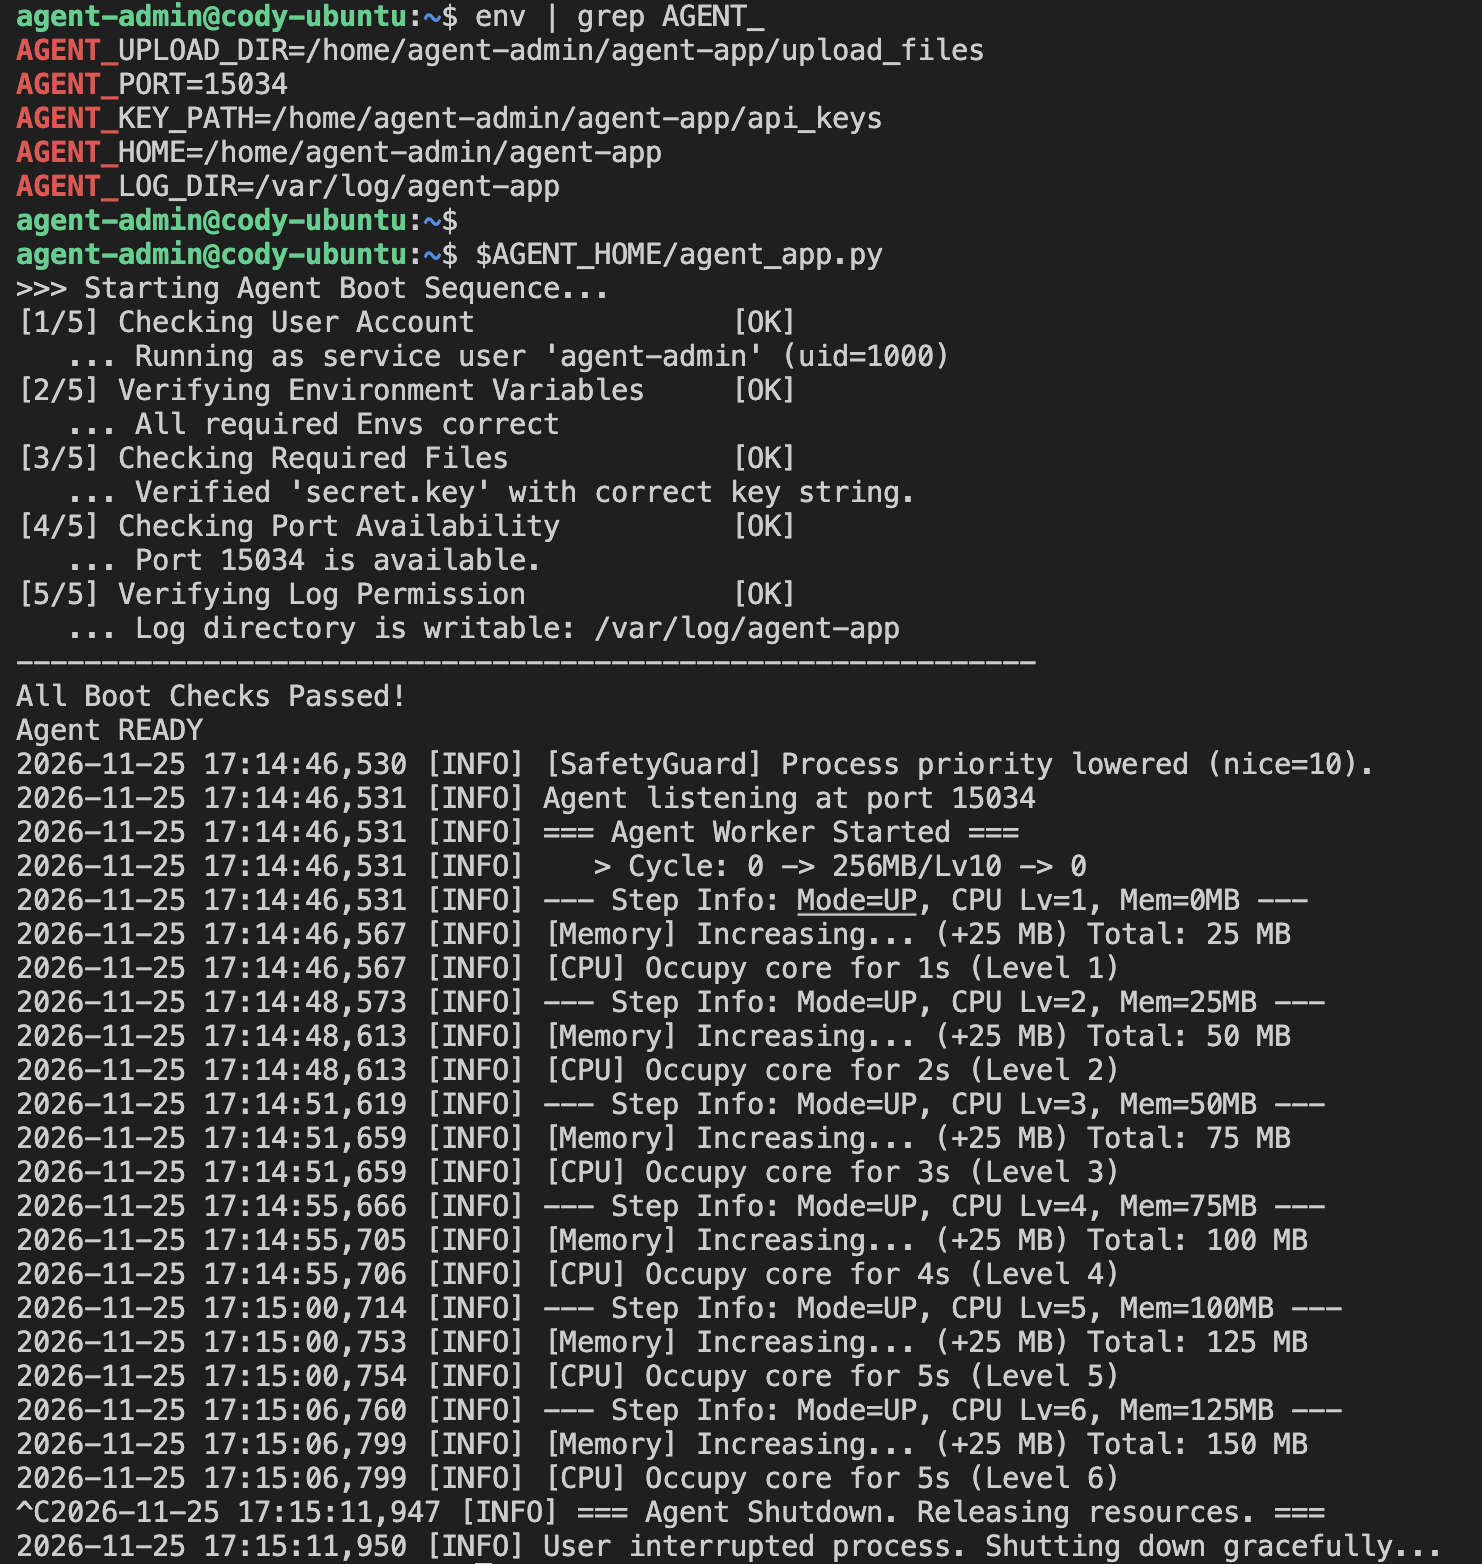 agent-admin@cody-ubuntu:~$ env | grep AGENT_
AGENT_UPLOAD_DIR=/home/agent-admin/agent-app/upload_files
AGENT_PORT=15034
AGENT_KEY_PATH=/home/agent-admin/agent-app/api_keys
AGENT_HOME=/home/agent-admin/agent-app
AGENT_LOG_DIR=/var/log/agent-app
agent-admin@cody-ubuntu:~$
agent-admin@cody-ubuntu:~$ $AGENT_HOME/agent_app.py
>>> Starting Agent Boot Sequence...
[1/5] Checking User Account               [OK]
   ... Running as service user 'agent-admin' (uid=1000)
[2/5] Verifying Environment Variables     [OK]
   ... All required Envs correct
[3/5] Checking Required Files             [OK]
   ... Verified 'secret.key' with correct key string.
[4/5] Checking Port Availability          [OK]
   ... Port 15034 is available.
[5/5] Verifying Log Permission            [OK]
   ... Log directory is writable: /var/log/agent-app
------------------------------------------------------------
All Boot Checks Passed!
Agent READY
2026-11-25 17:14:46,530 [INFO] [SafetyGuard] Process priority lowered (nice=10).
2026-11-25 17:14:46,531 [INFO] Agent listening at port 15034
2026-11-25 17:14:46,531 [INFO] === Agent Worker Started ===
2026-11-25 17:14:46,531 [INFO]    > Cycle: 0 -> 256MB/Lv10 -> 0
2026-11-25 17:14:46,531 [INFO] --- Step Info: Mode=UP, CPU Lv=1, Mem=0MB ---
2026-11-25 17:14:46,567 [INFO] [Memory] Increasing... (+25 MB) Total: 25 MB
2026-11-25 17:14:46,567 [INFO] [CPU] Occupy core for 1s (Level 1)
2026-11-25 17:14:48,573 [INFO] --- Step Info: Mode=UP, CPU Lv=2, Mem=25MB ---
2026-11-25 17:14:48,613 [INFO] [Memory] Increasing... (+25 MB) Total: 50 MB
2026-11-25 17:14:48,613 [INFO] [CPU] Occupy core for 2s (Level 2)
2026-11-25 17:14:51,619 [INFO] --- Step Info: Mode=UP, CPU Lv=3, Mem=50MB ---
2026-11-25 17:14:51,659 [INFO] [Memory] Increasing... (+25 MB) Total: 75 MB
2026-11-25 17:14:51,659 [INFO] [CPU] Occupy core for 3s (Level 3)
2026-11-25 17:14:55,666 [INFO] --- Step Info: Mode=UP, CPU Lv=4, Mem=75MB ---
2026-11-25 17:14:55,705 [INFO] [Memory] Increasing... (+25 MB) Total: 100 MB
2026-11-25 17:14:55,706 [INFO] [CPU] Occupy core for 4s (Level 4)
2026-11-25 17:15:00,714 [INFO] --- Step Info: Mode=UP, CPU Lv=5, Mem=100MB ---
2026-11-25 17:15:00,753 [INFO] [Memory] Increasing... (+25 MB) Total: 125 MB
2026-11-25 17:15:00,754 [INFO] [CPU] Occupy core for 5s (Level 5)
2026-11-25 17:15:06,760 [INFO] --- Step Info: Mode=UP, CPU Lv=6, Mem=125MB ---
2026-11-25 17:15:06,799 [INFO] [Memory] Increasing... (+25 MB) Total: 150 MB
2026-11-25 17:15:06,799 [INFO] [CPU] Occupy core for 5s (Level 6)
^C2026-11-25 17:15:11,947 [INFO] === Agent Shutdown. Releasing resources. ===
2026-11-25 17:15:11,950 [INFO] User interrupted process. Shutting down gracefully...